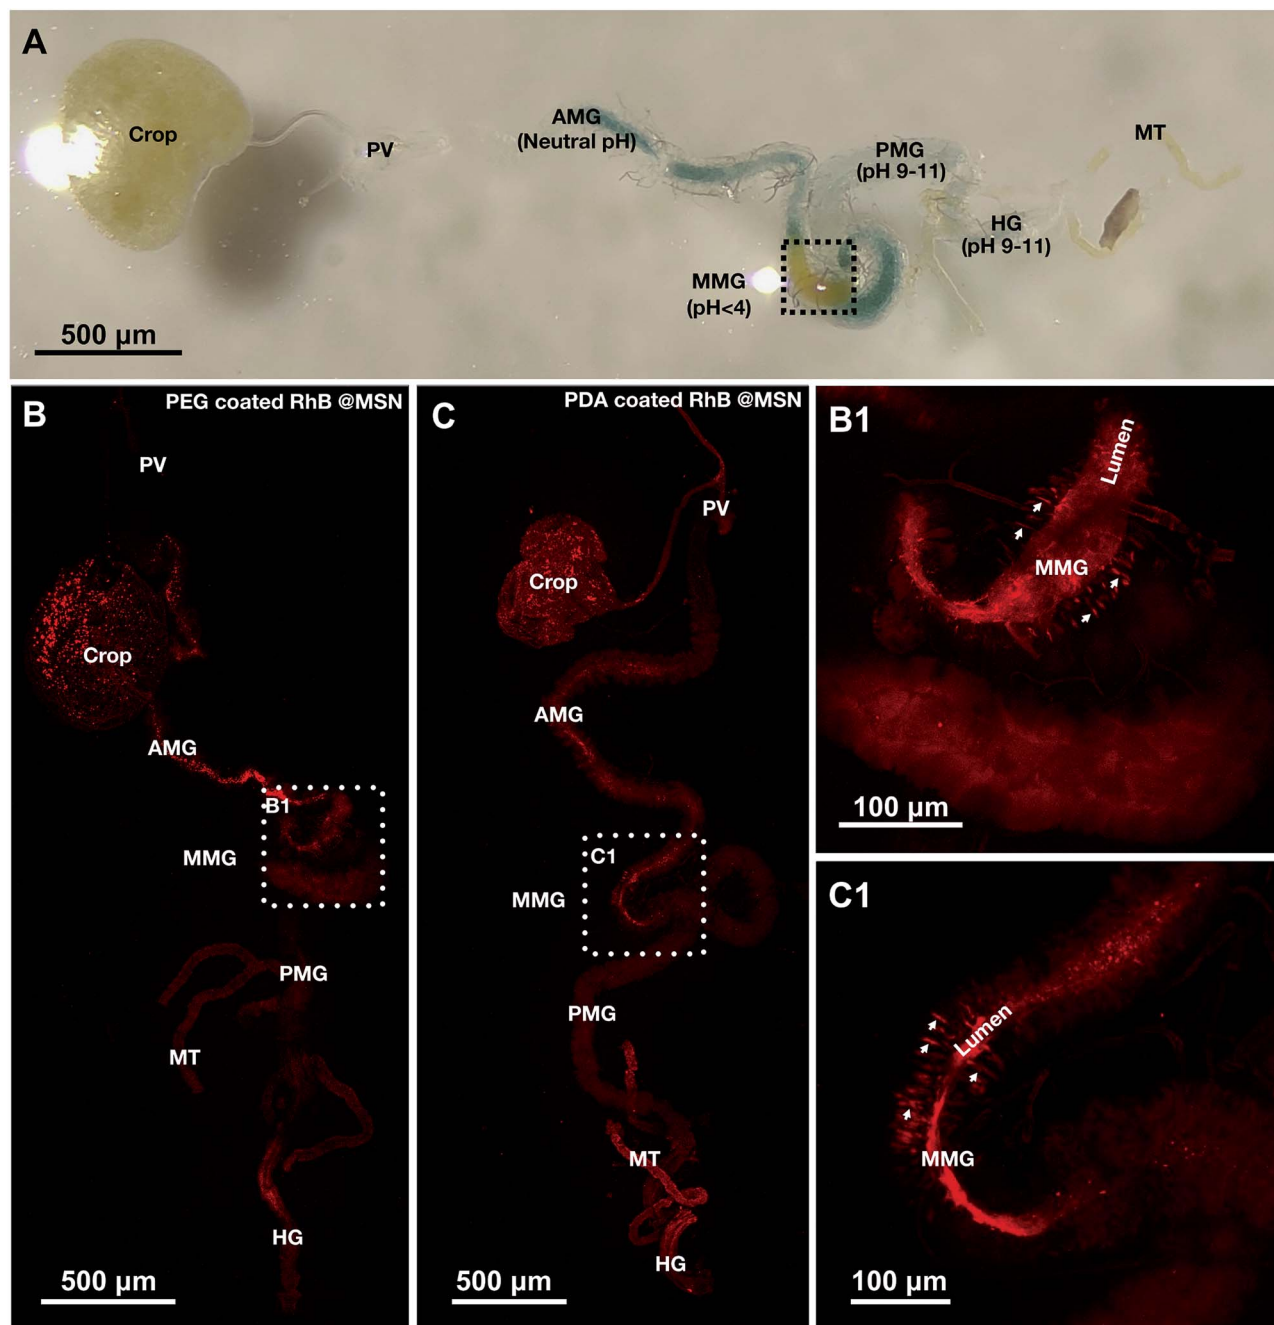 A
Crop
PV
AMG
(Neutral pH)
PMG
(pH 9-11)
MT
HG
(pH 9-11)
MMG
(pH<4)
500 µm
B
PEG coated RhB @MSN
PV
Crop
AMG
B1
MMG
PMG
MT
HG
500 µm
C
PDA coated RhB @MSN
PV
Crop
AMG
C1
MMG
PMG
MT
HG
500 µm
B1
Lumen
MMG
100 µm
C1
Lumen
MMG
100 µm